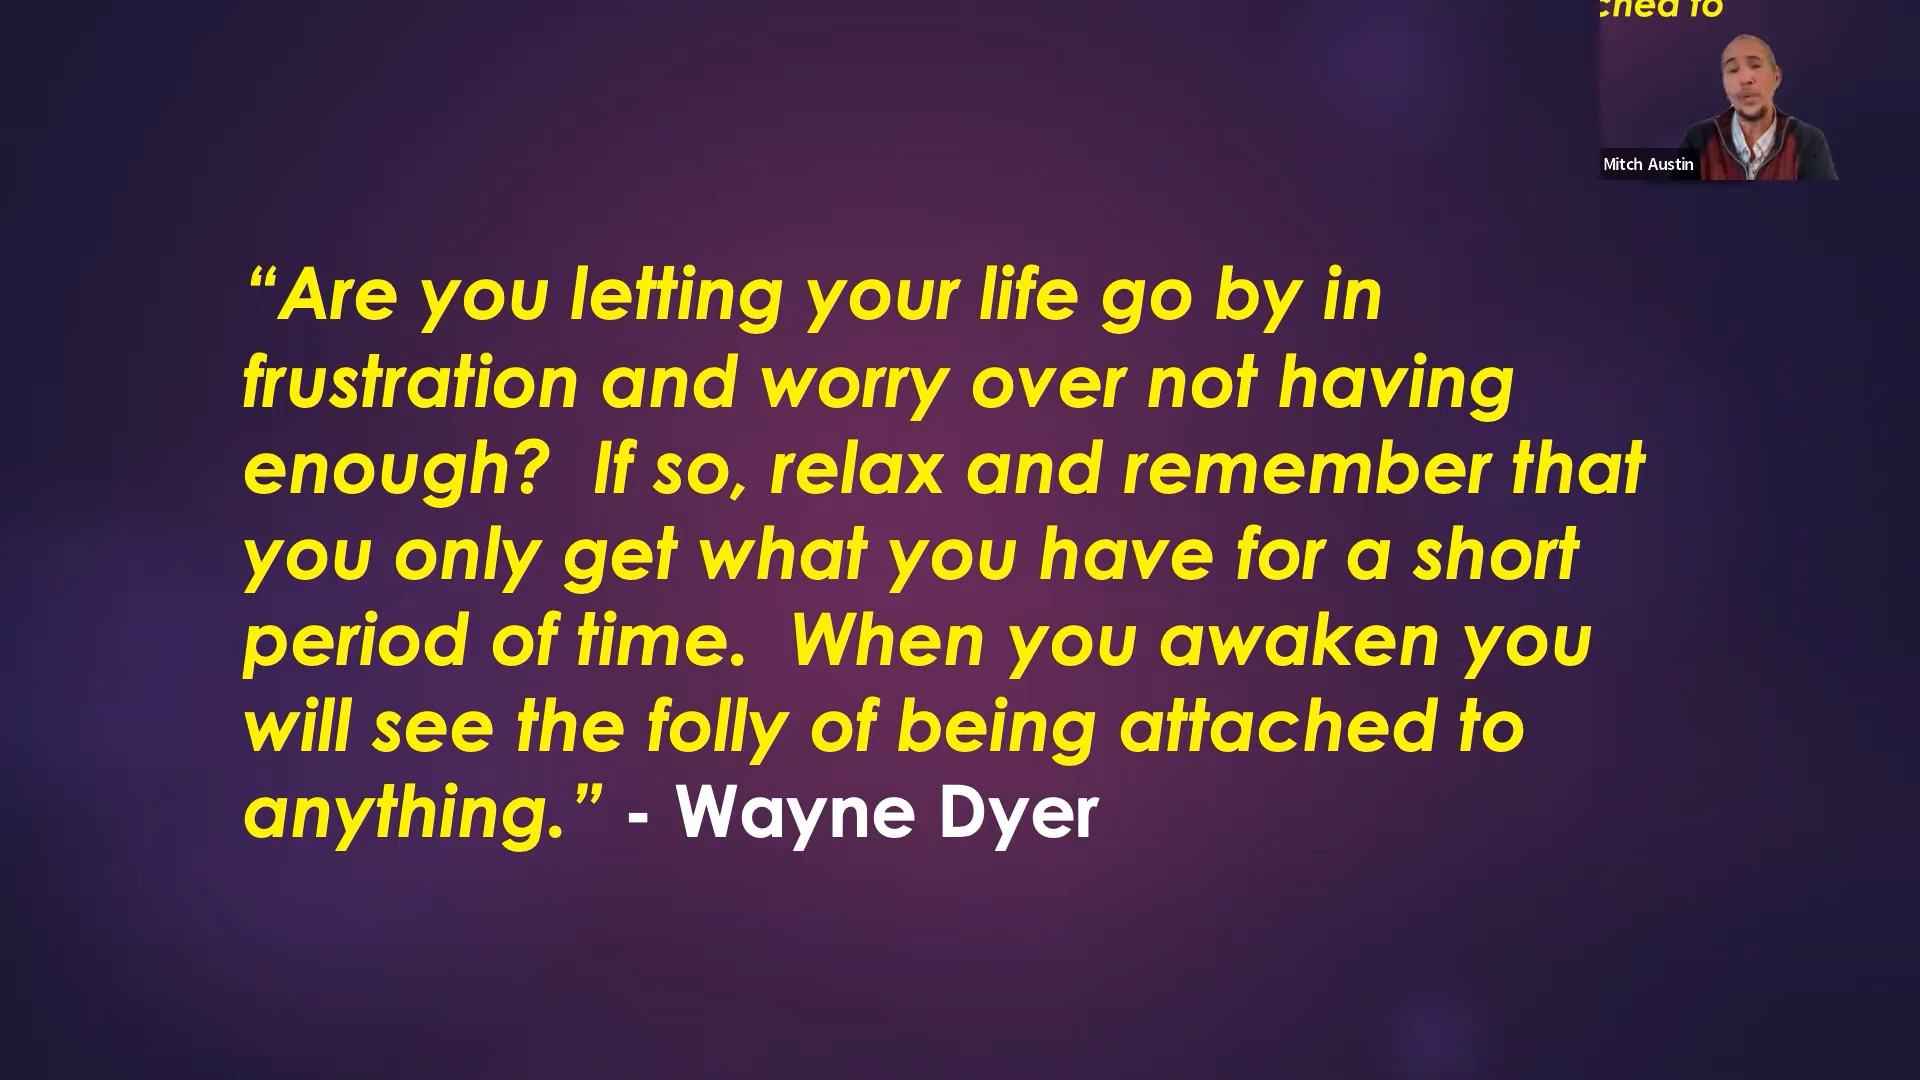 ched to
Mitch Austin
“Are you letting your life go by in
frustration and worry over not having
enough?  If so, relax and remember that
you only get what you have for a short
period of time.  When you awaken you
will see the folly of being attached to
anything.” - Wayne Dyer